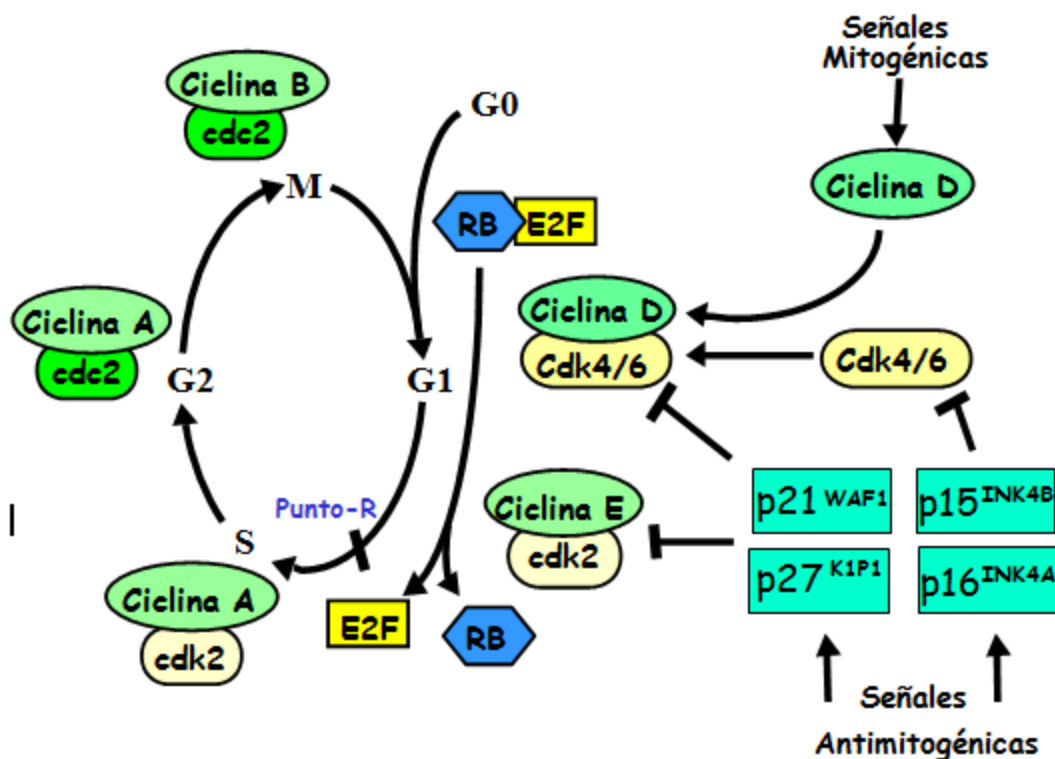 Señales
Mitogénicas
Ciclina B
cdc2
G0
M
Ciclina D
RB
E2F
Ciclina D
Cdk4/6
Cdk4/6
Ciclina A
cdc2
G2
G1
p21 WAF1
p15 INK4B
Ciclina E
cdk2
Punto-R
S
p27 K1P1
p16 INK4A
Ciclina A
cdk2
E2F
RB
Señales
Antimitogénicas